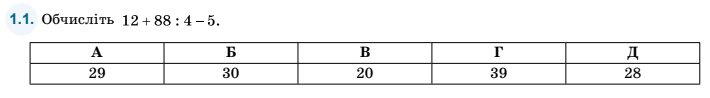 1.1. Обчисліть 12 + 88 : 4 – 5.
А Б В Г Д
29 30 20 39 28